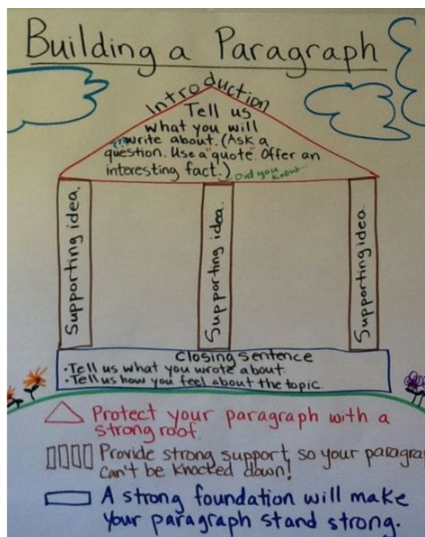 Building a Paragraph
Introduction
Tell us
what you will
write about. (Ask a
question. Use a "quote". Offer an
interesting fact.) Did you
know...
Supporting idea.
Supporting idea.
Supporting idea.
Closing Sentence
·Tell us what you wrote about
·Tell us how you feel about the topic
Protect your paragraph with a
strong roof.
Provide strong support so your paragra
can't be knocked down!
A strong foundation will make
your paragraph stand strong.